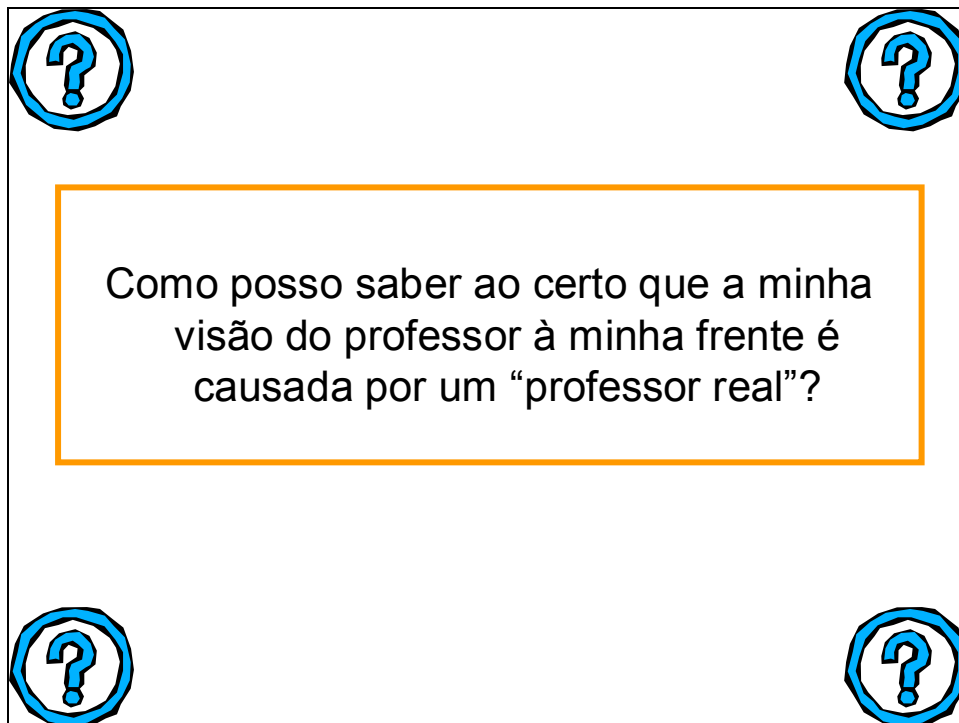 Como posso saber ao certo que a minha
visão do professor à minha frente é
causada por um “professor real”?